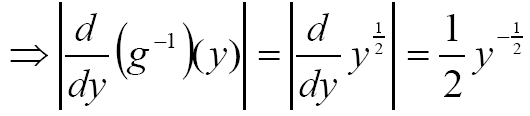 ⇒ |d/dy (g⁻¹)(y)| = |d/dy y^(1/2)| = 1/2 y^(-1/2)